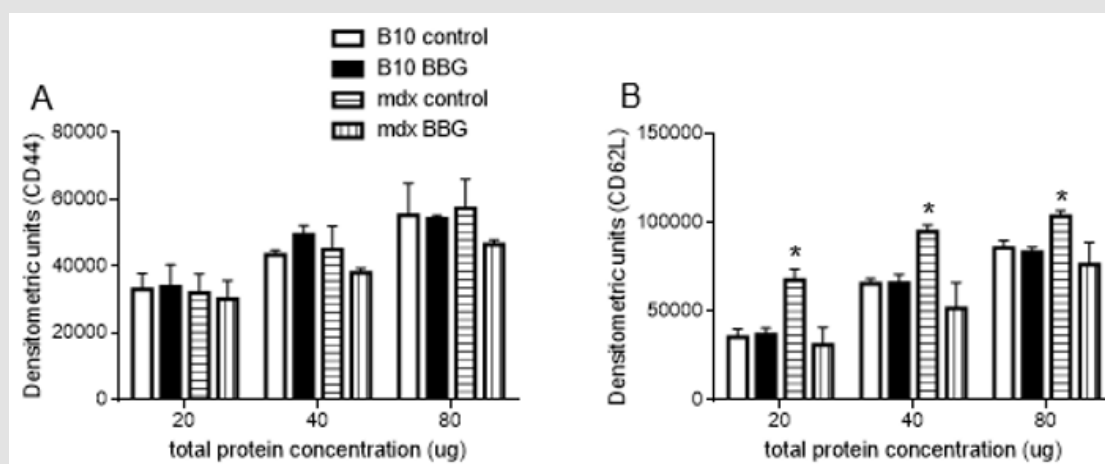 B10 control
B10 BBG
mdx control
mdx BBG
A
Densitometric units (CD44)
80000
60000
40000
20000
0
20
40
80
total protein concentration (ug)
B
Densitometric units (CD62L)
150000
100000
50000
0
*
*
*
20
40
80
total protein concentration (ug)